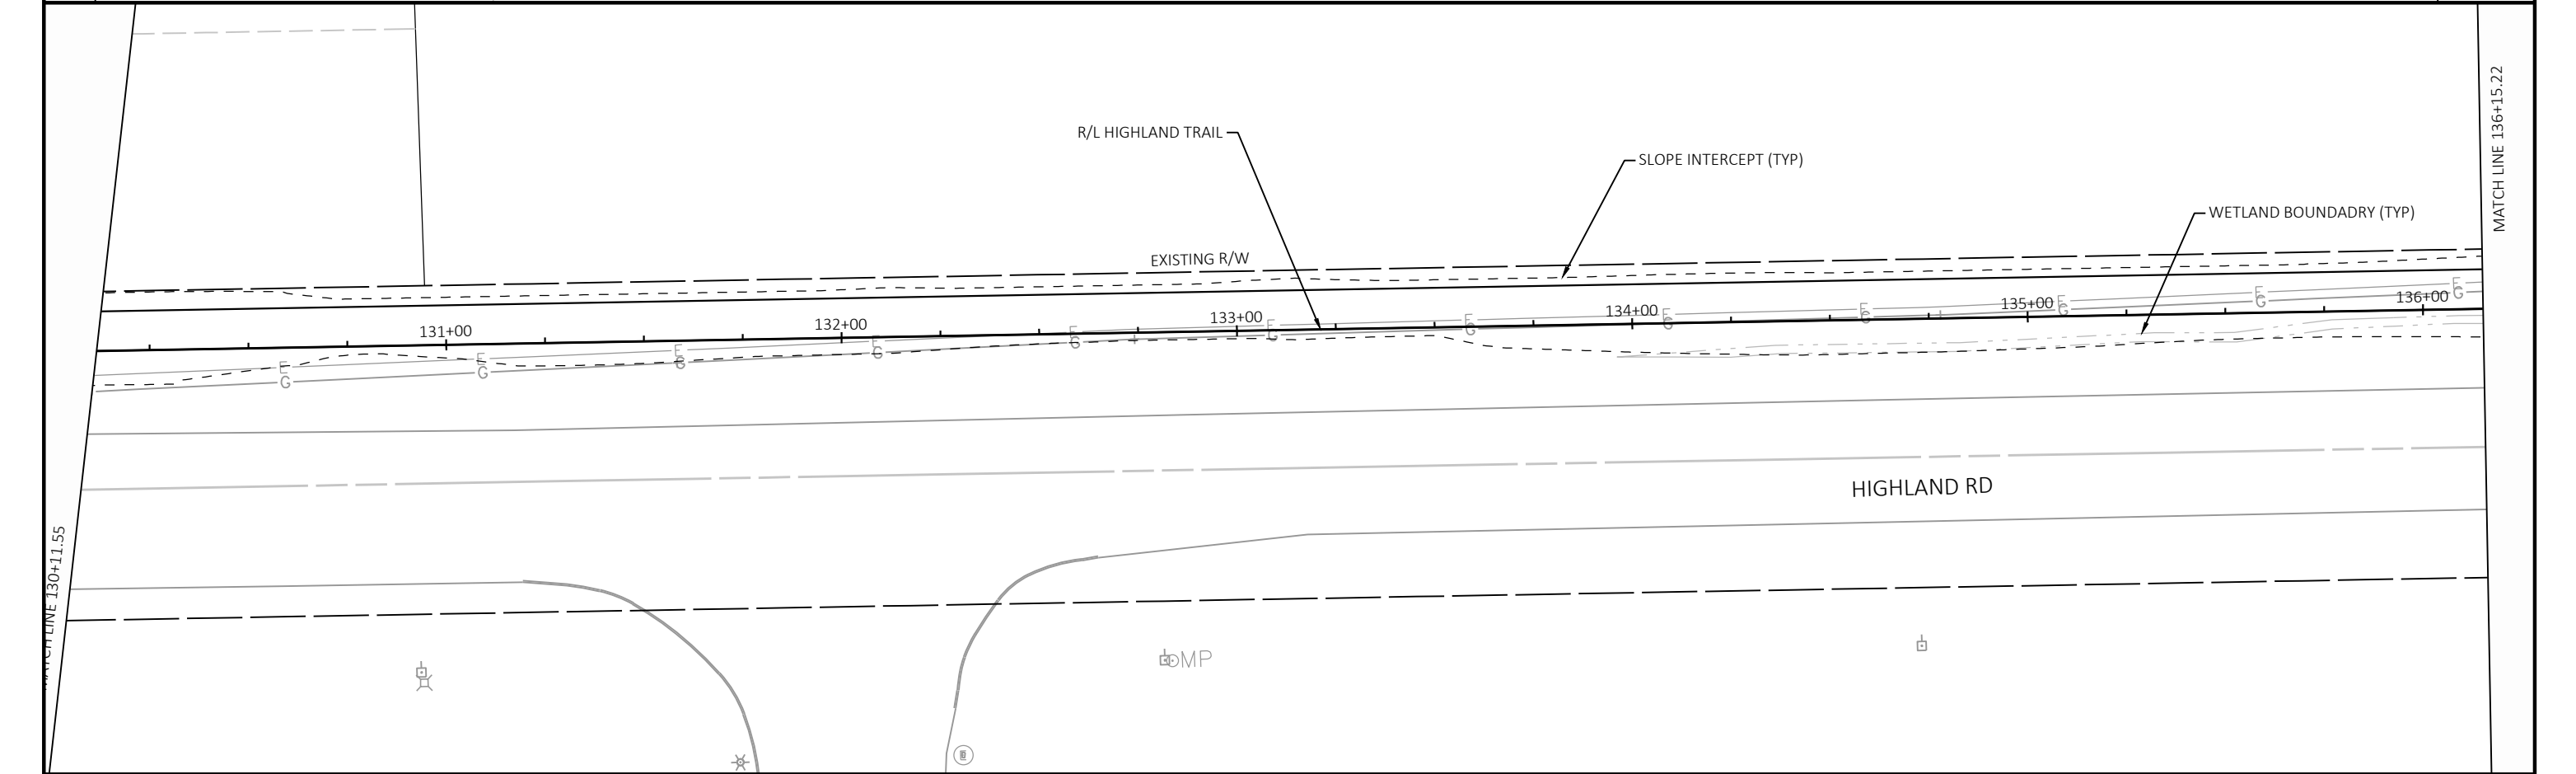 R/L HIGHLAND TRAIL
SLOPE INTERCEPT (TYP)
WETLAND BOUNDADRY (TYP)
MATCH LINE 136+15.22
EXISTING R/W
131+00
132+00
133+00
134+00
135+00
136+00
E E E E E E E E E E E E
G G G G G G G G G G G G
HIGHLAND RD
MATCH LINE 130+11.55
MP